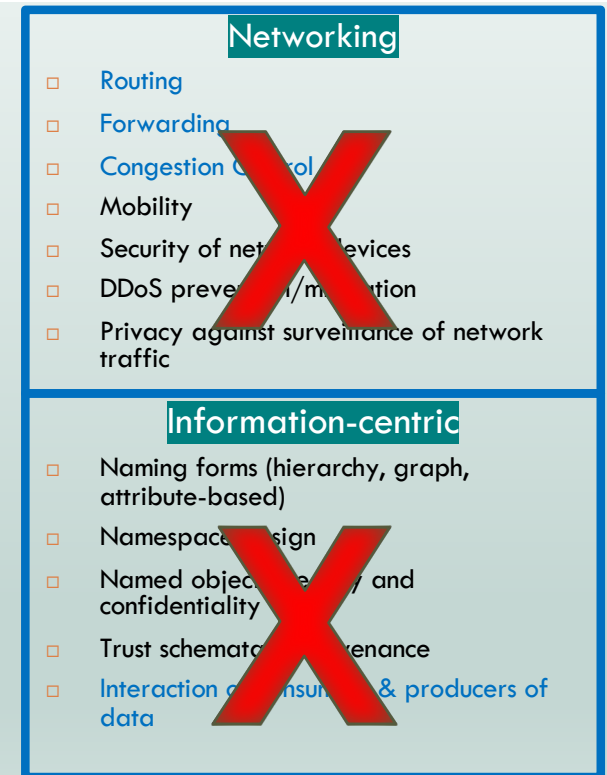 Networking
Routing
Forwarding
Congestion
Mobility
Security of devices
DDoS
Privacy against surveillance of network
traffic
Information-centric
Naming forms (hierarchy, graph,
attribute-based)
Namespace
Named and
confidentiality
Trust
Interaction & producers of
data